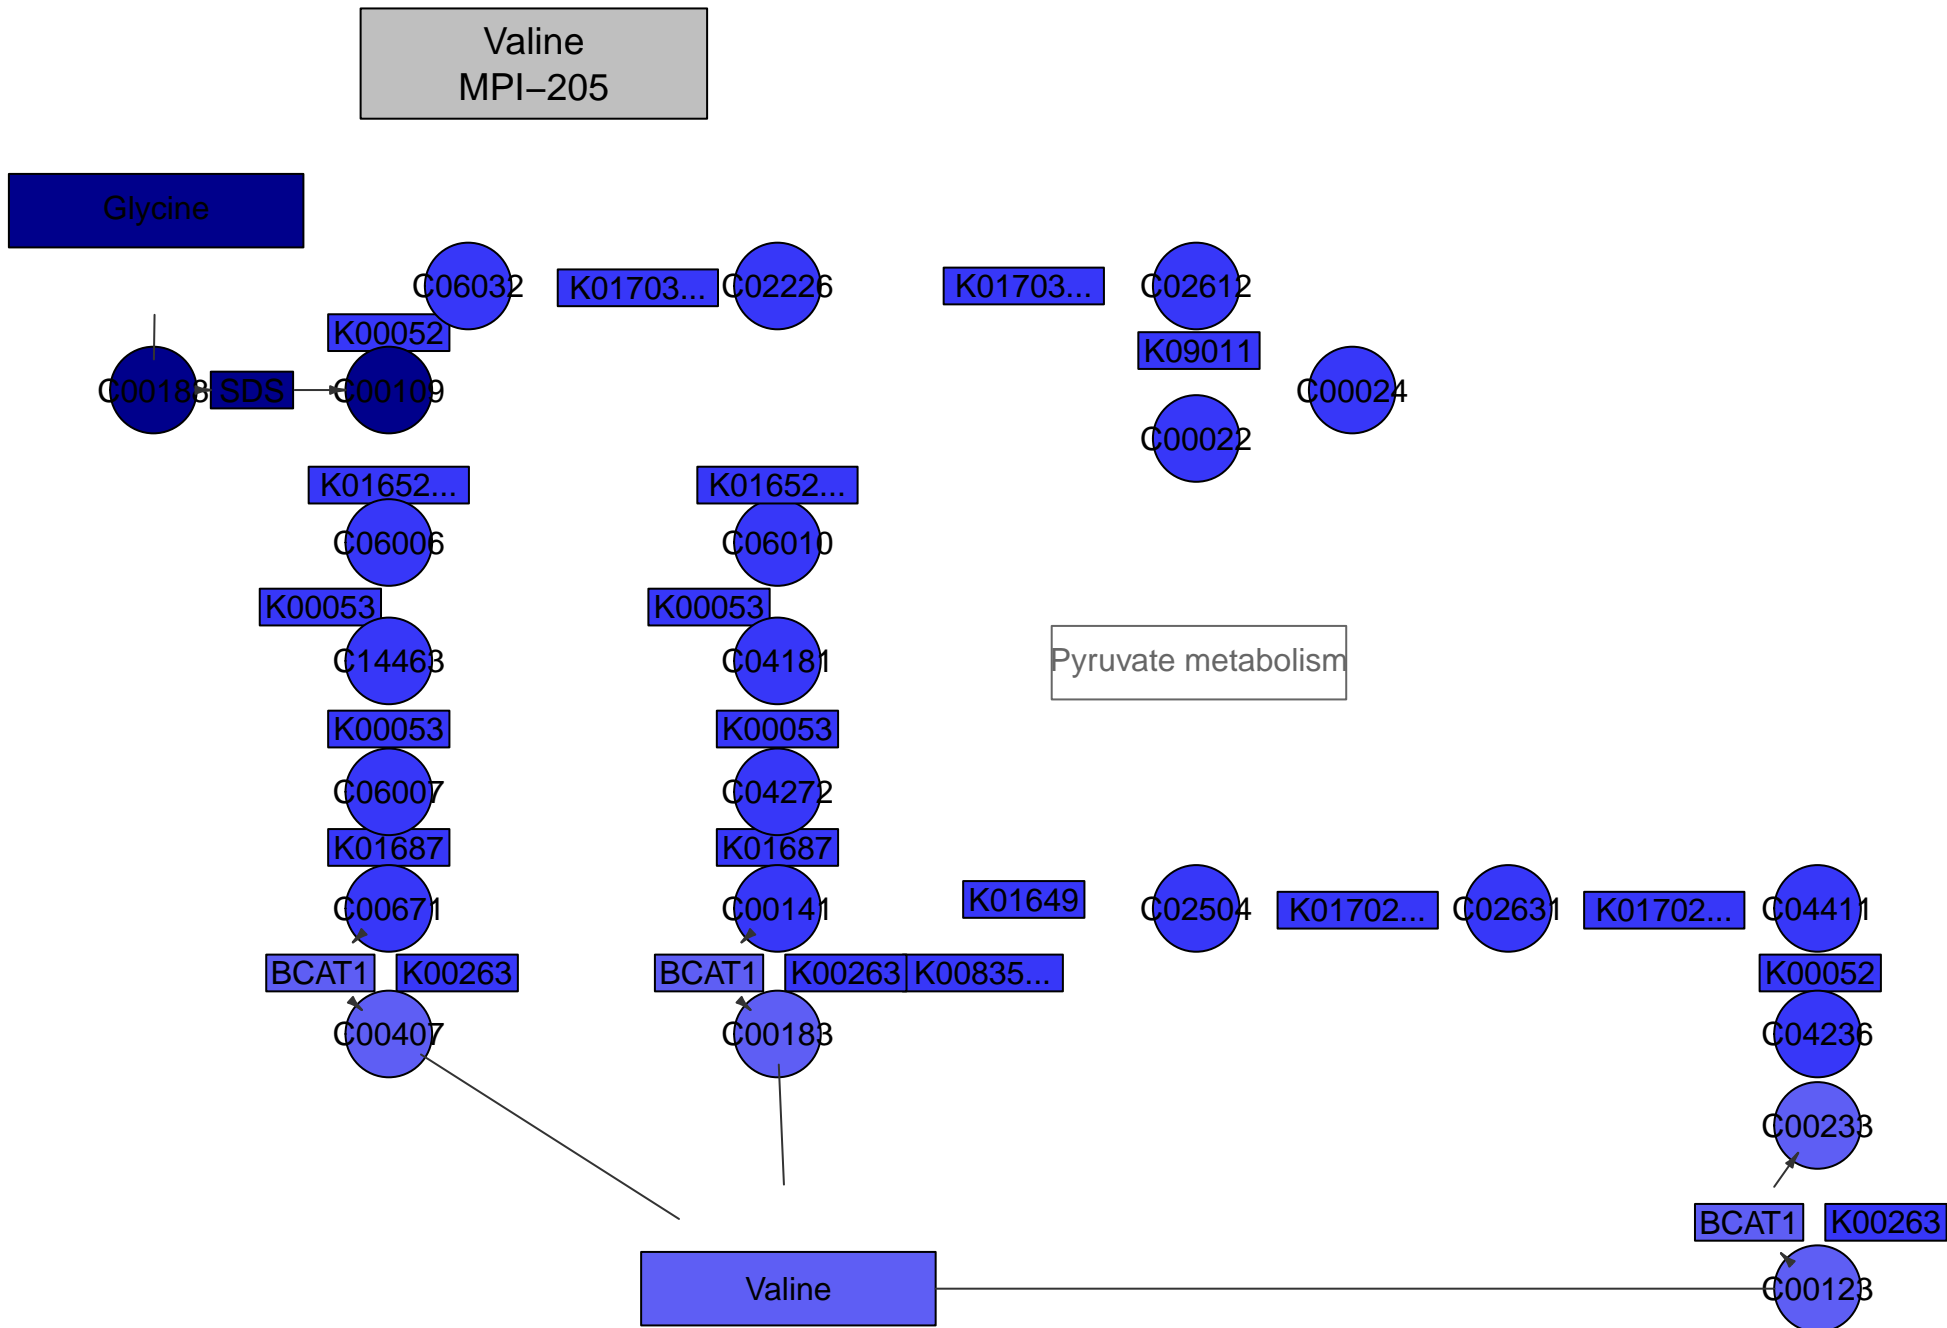 Valine
MPI−205
Glycine
C06032
K01703...
C02226
K01703...
C02612
K00052
K09011
C00188
SDS
C00109
C00024
C00022
K01652...
K01652...
C06006
C06010
K00053
K00053
C14463
C04181
Pyruvate metabolism
K00053
K00053
C06007
C04272
K01687
K01687
C00671
C00141
K01649
C02504
K01702...
C02631
K01702...
C04411
BCAT1
K00263
BCAT1
K00263
K00835...
K00052
C00407
C00183
C04236
C00233
BCAT1
K00263
Valine
C00123